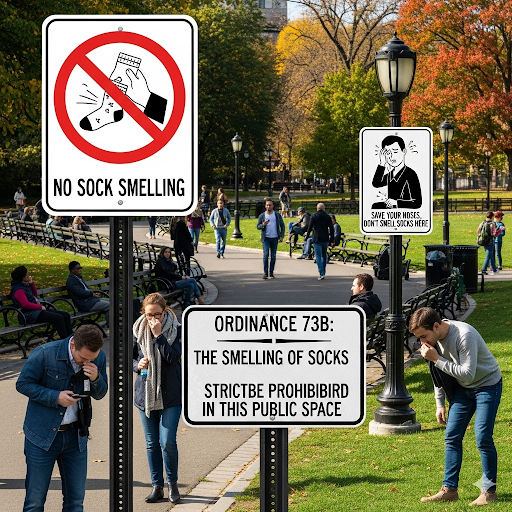 NO SOCK SMELLING
SAVE YOUR NOSES,
DON'T SNELL SOCKS HERE
ORDINANCE 73B:
THE SMELLING OF SOCKS
STRICTBE PROHIBIBIRD
IN THIS PUBLIC SPACE